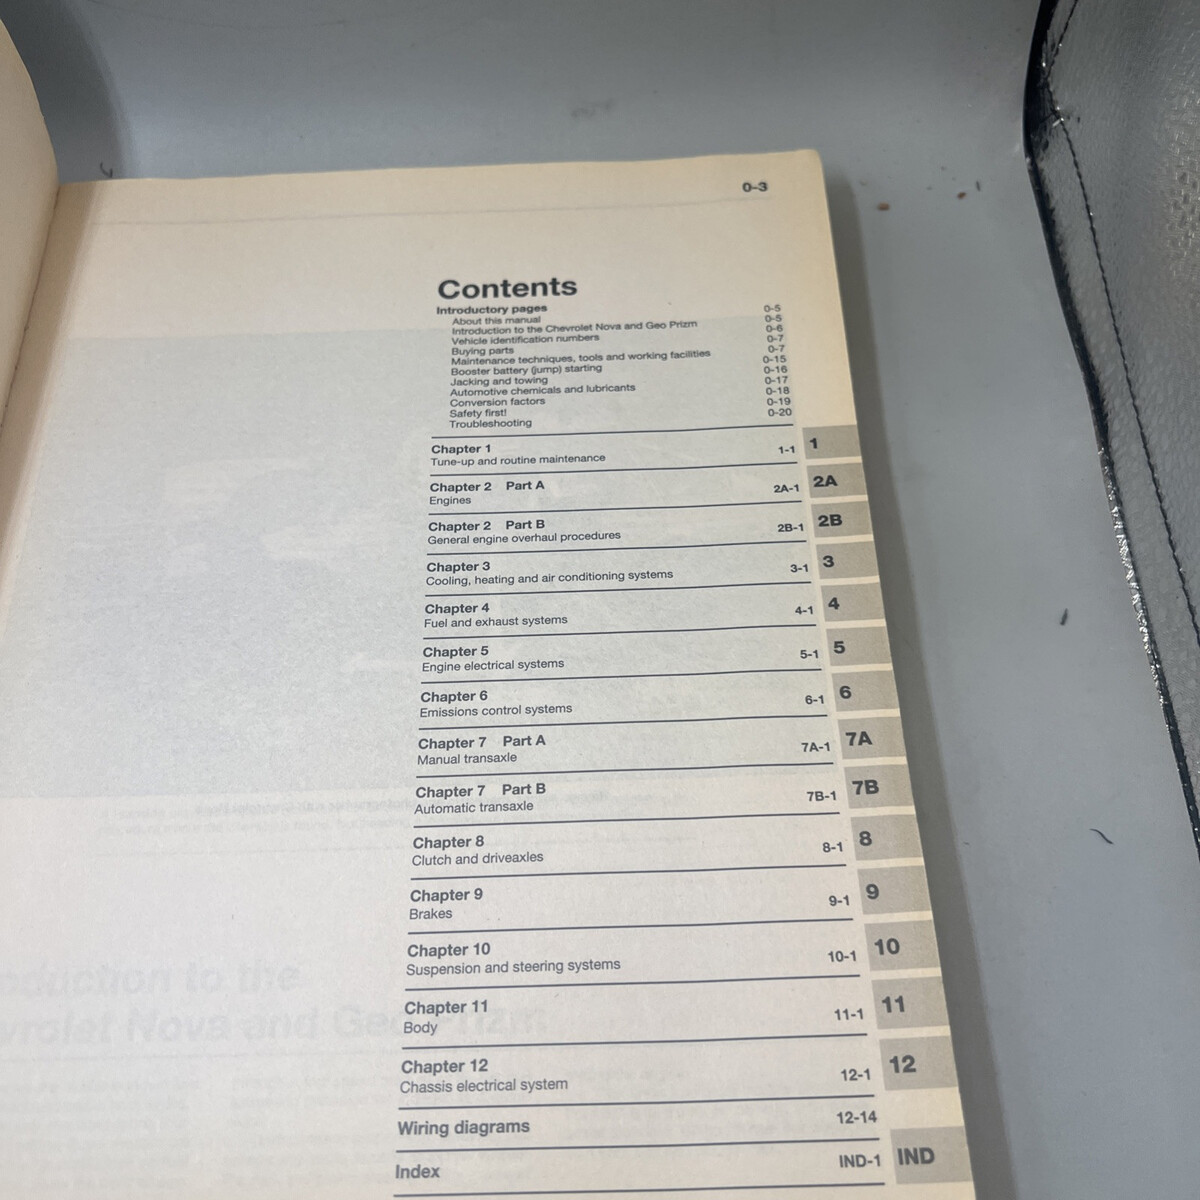 0-3
Contents
Introductory pages
About this manual 0-5
Introduction to the Chevrolet Nova and Geo Prizm 0-5
Vehicle identification numbers 0-6
Buying parts 0-7
Maintenance techniques, tools and working facilities 0-7
Booster battery (jump) starting 0-15
Jacking and towing 0-16
Automotive chemicals and lubricants 0-17
Conversion factors 0-18
Safety first! 0-19
Troubleshooting 0-20
Chapter 1
Tune-up and routine maintenance 1-1 1
Chapter 2 Part A
Engines 2A-1 2A
Chapter 2 Part B
General engine overhaul procedures 2B-1 2B
Chapter 3
Cooling, heating and air conditioning systems 3-1 3
Chapter 4
Fuel and exhaust systems 4-1 4
Chapter 5
Engine electrical systems 5-1 5
Chapter 6
Emissions control systems 6-1 6
Chapter 7 Part A
Manual transaxle 7A-1 7A
Chapter 7 Part B
Automatic transaxle 7B-1 7B
Chapter 8
Clutch and driveaxles 8-1 8
Chapter 9
Brakes 9-1 9
Chapter 10
Suspension and steering systems 10-1 10
Chapter 11
Body 11-1 11
Chapter 12
Chassis electrical system 12-1 12
Wiring diagrams 12-14
Index IND-1 IND